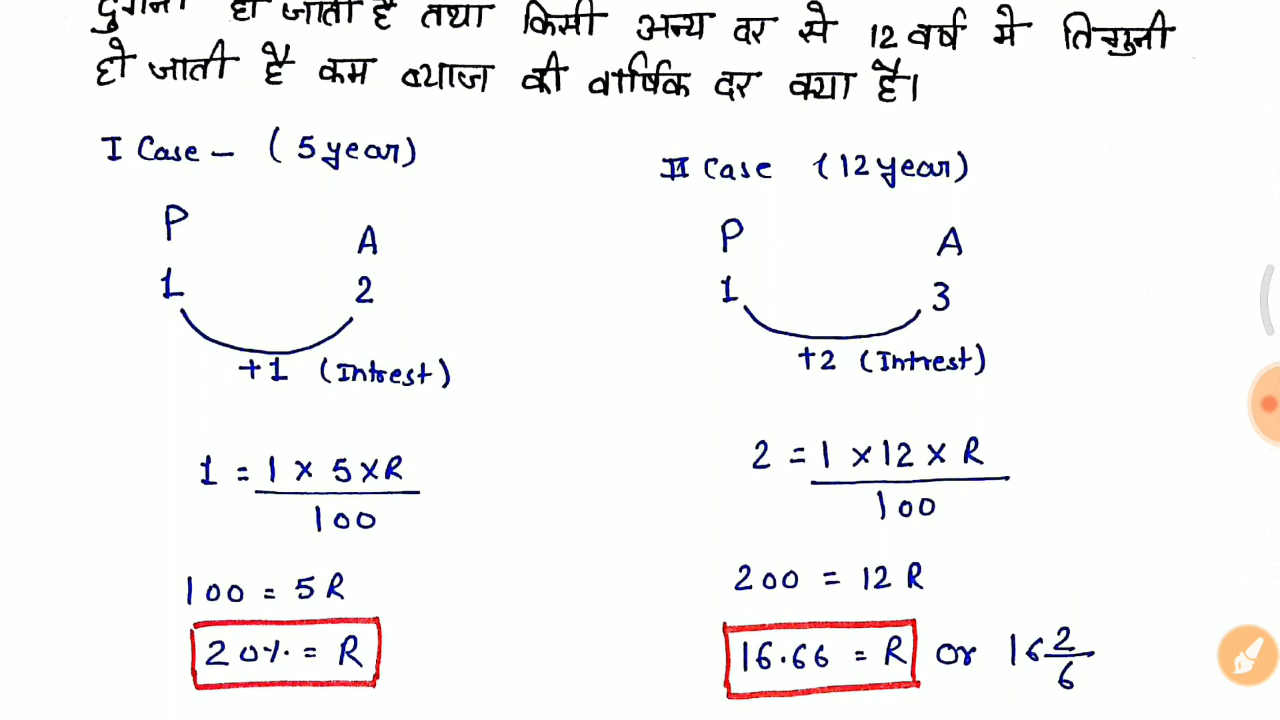 दुगनी हो जाती है तथा किसी अन्य दर से 12 वर्ष मे तिगुनी
हो जाती है कम ब्याज की वार्षिक दर क्या है।
I Case - (5 year)
P A
1 2
+1 (Intrest)
1 = 1 x 5 x R / 100
100 = 5 R
20% = R
II Case (12 year)
P A
1 3
+2 (Intrest)
2 = 1 x 12 x R / 100
200 = 12 R
16.66 = R or 16 2/6